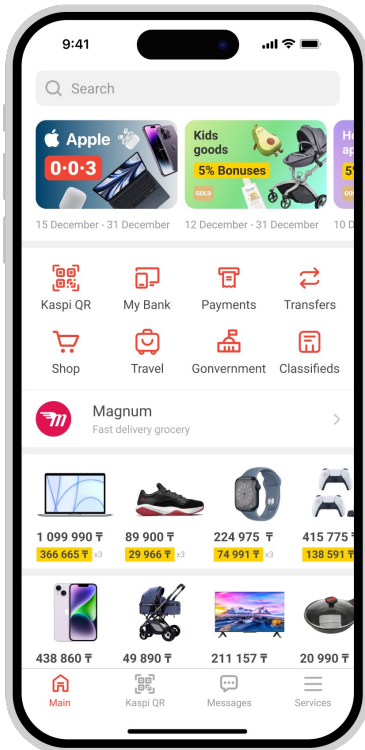 9:41
Search
Apple
0·0·3
Kids
goods
5% Bonuses
GOLD
15 December - 31 December
12 December - 31 December
10 D
Kaspi QR
My Bank
Payments
Transfers
Shop
Travel
Gonvernment
Classifieds
m
Magnum
Fast delivery grocery
1 099 990 ₸
89 900 ₸
224 975 ₸
415 775 ₸
366 665 ₸ x3
29 966 ₸ x3
74 991 ₸ x3
138 591 ₸
438 860 ₸
49 890 ₸
211 157 ₸
20 990 ₸
Main
Kaspi QR
Messages
Services